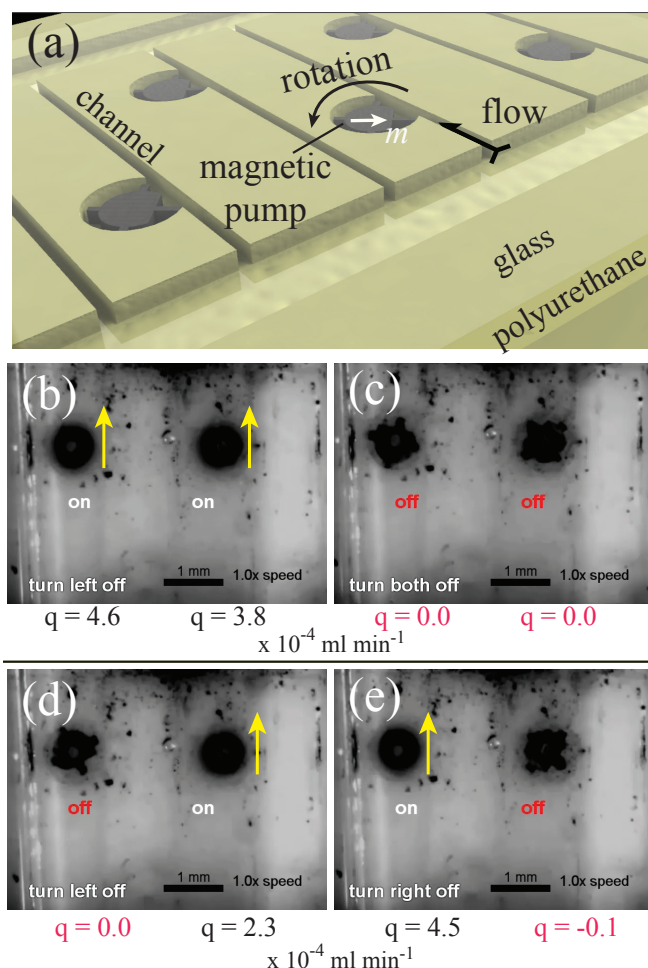 (a)
rotation
channel
flow
m
magnetic
pump
glass
polyurethane
(b)
on
on
turn left off
1 mm
1.0x speed
q = 4.6
q = 3.8
(c)
off
off
turn both off
1 mm
1.0x speed
q = 0.0
q = 0.0
x 10⁻⁴ ml min⁻¹
(d)
off
on
turn left off
1 mm
1.0x speed
q = 0.0
q = 2.3
(e)
on
off
turn right off
1 mm
1.0x speed
q = 4.5
q = -0.1
x 10⁻⁴ ml min⁻¹